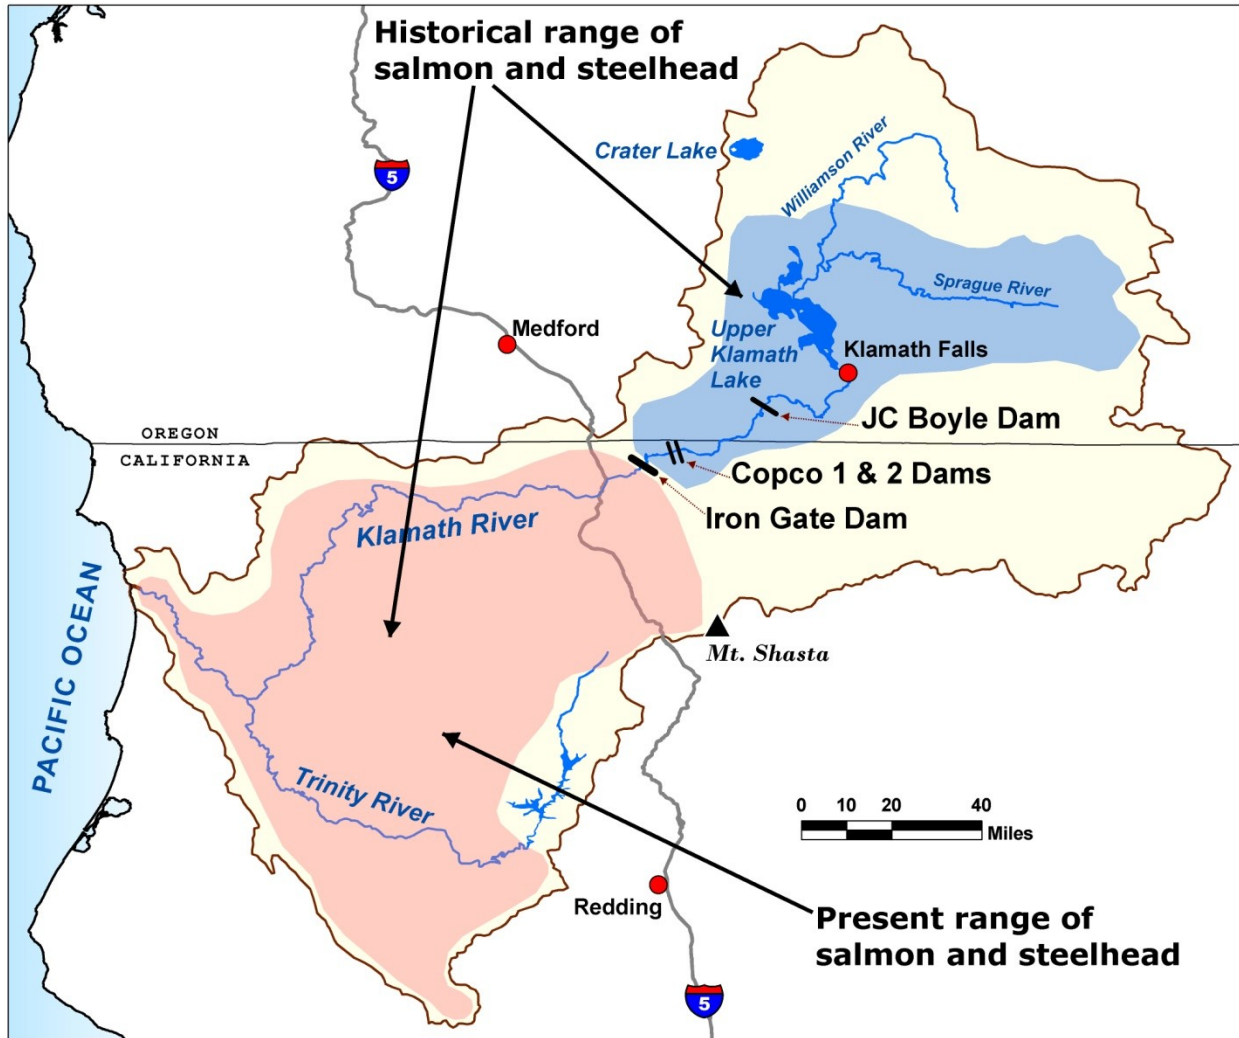 Historical range of
salmon and steelhead
5
Crater Lake
Williamson River
Sprague River
Medford
Upper
Klamath
Lake
Klamath Falls
JC Boyle Dam
OREGON
CALIFORNIA
Copco 1 & 2 Dams
Iron Gate Dam
Klamath River
PACIFIC OCEAN
Mt. Shasta
Trinity River
0 10 20 40
Miles
Redding
Present range of
salmon and steelhead
5